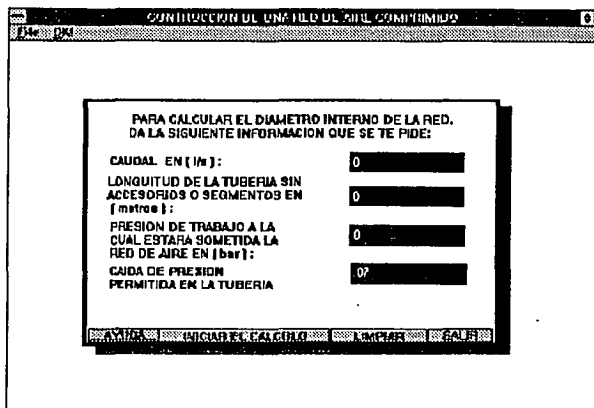 CONTRUCCION DE UNA RED DE AIRE COMPRIMIDO
File
PARA CALCULAR EL DIAMETRO INTERNO DE LA RED.
DA LA SIGUIENTE INFORMACION QUE SE TE PIDE:
CAUDAL EN [ l/s ] :
0
LONGUITUD DE LA TUBERIA SIN
ACCESORIOS O SEGMENTOS EN
[ metros ] :
0
PRESION DE TRABAJO A LA
CUAL ESTARA SOMETIDA LA
RED DE AIRE EN [bar] :
0
CAIDA DE PRESION
PERMITIDA EN LA TUBERIA
.07
AYUDA INICIAR EL CALCULO LIMPIAR SALIR